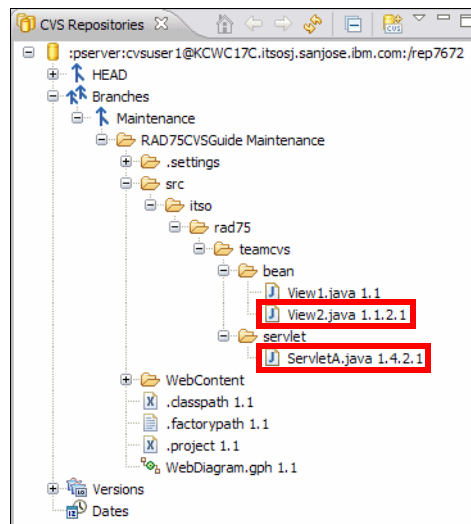 CVS Repositories
:pserver:cvsuser1@KCWC17C.itsosj.sanjose.ibm.com:/rep7672
HEAD
Branches
Maintenance
RAD75CVSGuide Maintenance
.settings
src
itso
rad75
teamcvs
bean
View1.java 1.1
View2.java 1.1.2.1
servlet
ServletA.java 1.4.2.1
WebContent
.classpath 1.1
.factorypath 1.1
.project 1.1
WebDiagram.gph 1.1
Versions
Dates